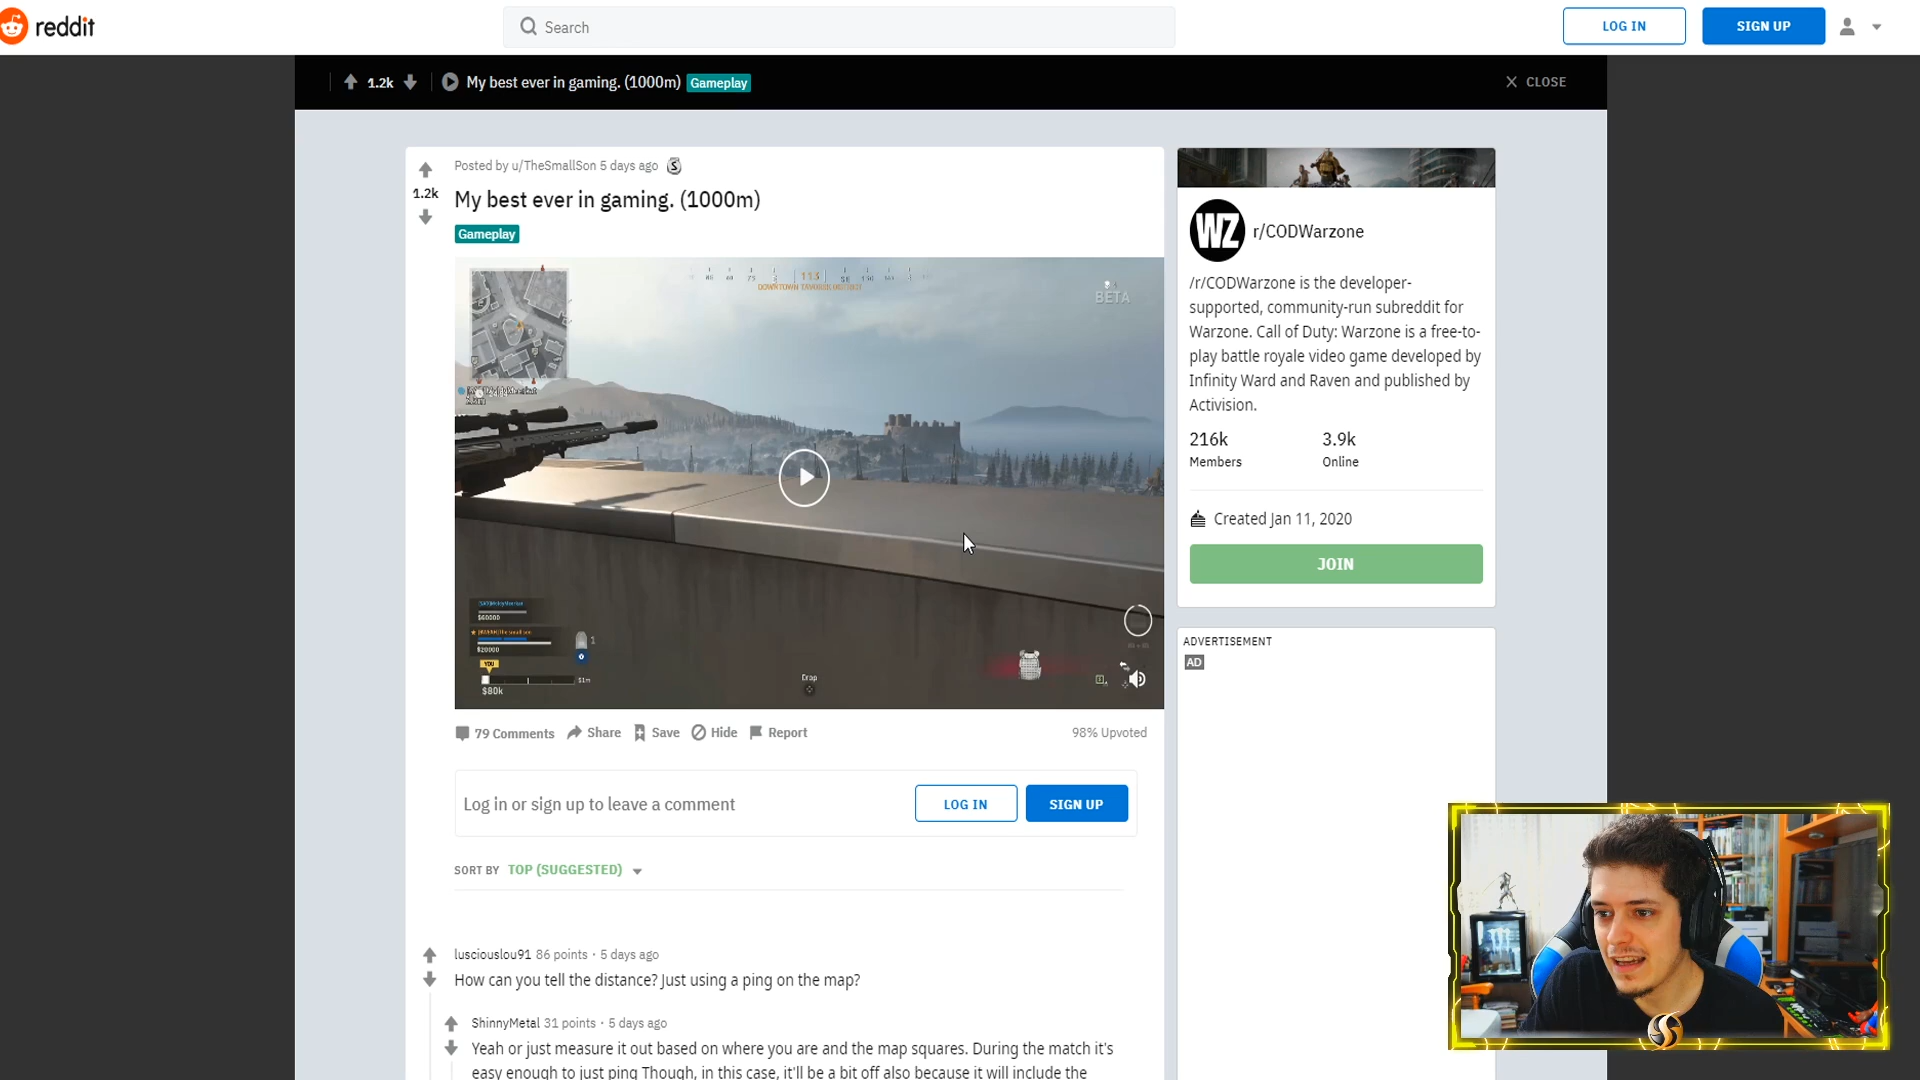 reddit
Search
LOG IN
SIGN UP
1.2k
My best ever in gaming. (1000m) Gameplay
CLOSE
Posted by u/TheSmallSon 5 days ago
1.2k
My best ever in gaming. (1000m)
Gameplay
113
BETA
$60000
$20000
YOU
$80k
1
79 Comments Share Save Hide Report
98% Upvoted
Log in or sign up to leave a comment
LOG IN
SIGN UP
SORT BY TOP (SUGGESTED)
lusciouslou91 86 points · 5 days ago
How can you tell the distance? Just using a ping on the map?
ShinnyMetal 31 points · 5 days ago
Yeah or just measure it out based on where you are and the map squares. During the match it's
easy enough to just ping Though, in this case, it'll be a bit off also because it will include the
WZ
r/CODWarzone
/r/CODWarzone is the developer-
supported, community-run subreddit for
Warzone. Call of Duty: Warzone is a free-to-
play battle royale video game developed by
Infinity Ward and Raven and published by
Activision.
216k
Members
3.9k
Online
Created Jan 11, 2020
JOIN
ADVERTISEMENT
AD